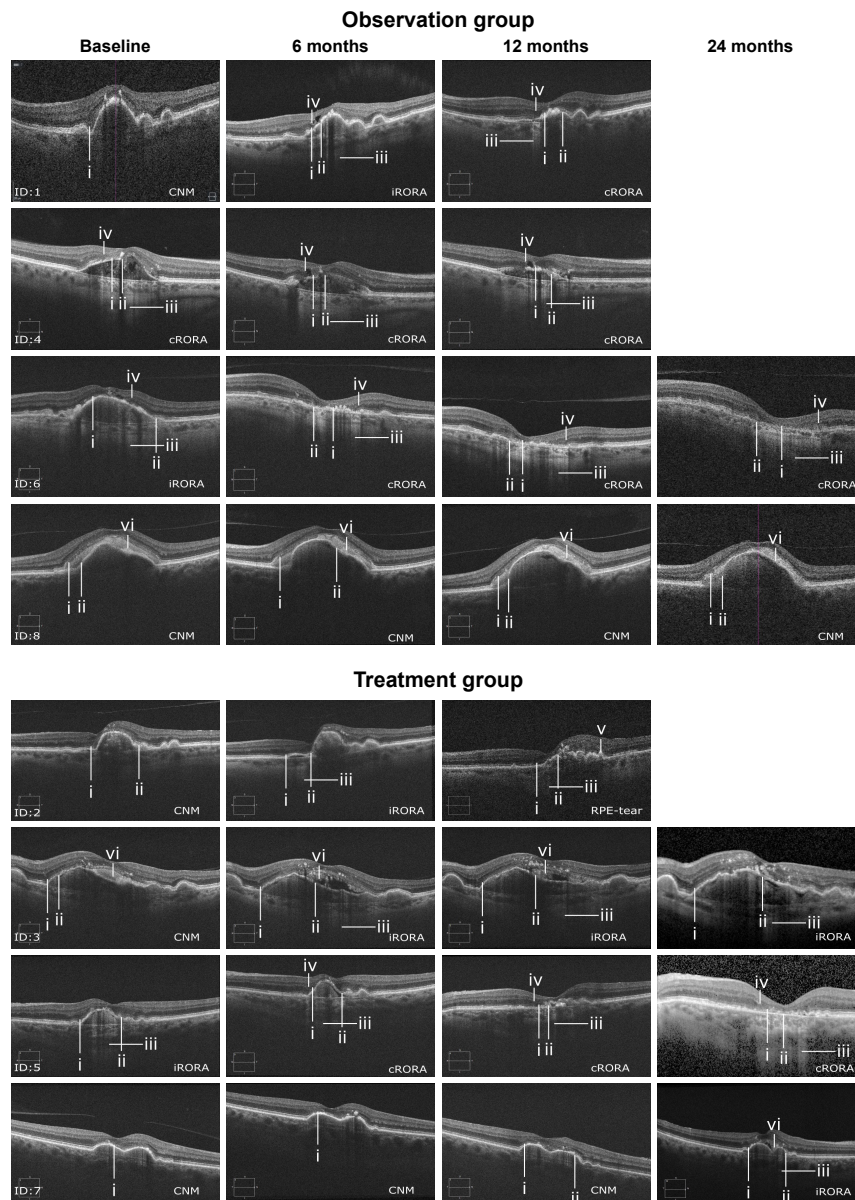 Observation group
Baseline 6 months 12 months 24 months
i iv i ii iii iv iii i ii
ID:1 CNM iRORA cRORA
iv i ii iii iv i ii iii iv i ii iii
ID:4 cRORA cRORA cRORA
iv i iii ii iv ii i iii iv ii i iii iv ii i iii
ID:6 iRORA cRORA cRORA cRORA
vi i ii vi i ii vi i ii vi i ii
ID:8 CNM CNM CNM CNM
Treatment group
i ii i ii iii v i ii iii
ID:2 CNM iRORA RPE-tear
vi i ii vi i ii iii vi i ii iii i ii iii
ID:3 CNM iRORA iRORA iRORA
i ii iii iv i ii iii iv i ii iii iv i ii iii
ID:5 iRORA cRORA cRORA cRORA
i i i ii vi i ii iii
ID:7 CNM CNM CNM iRORA